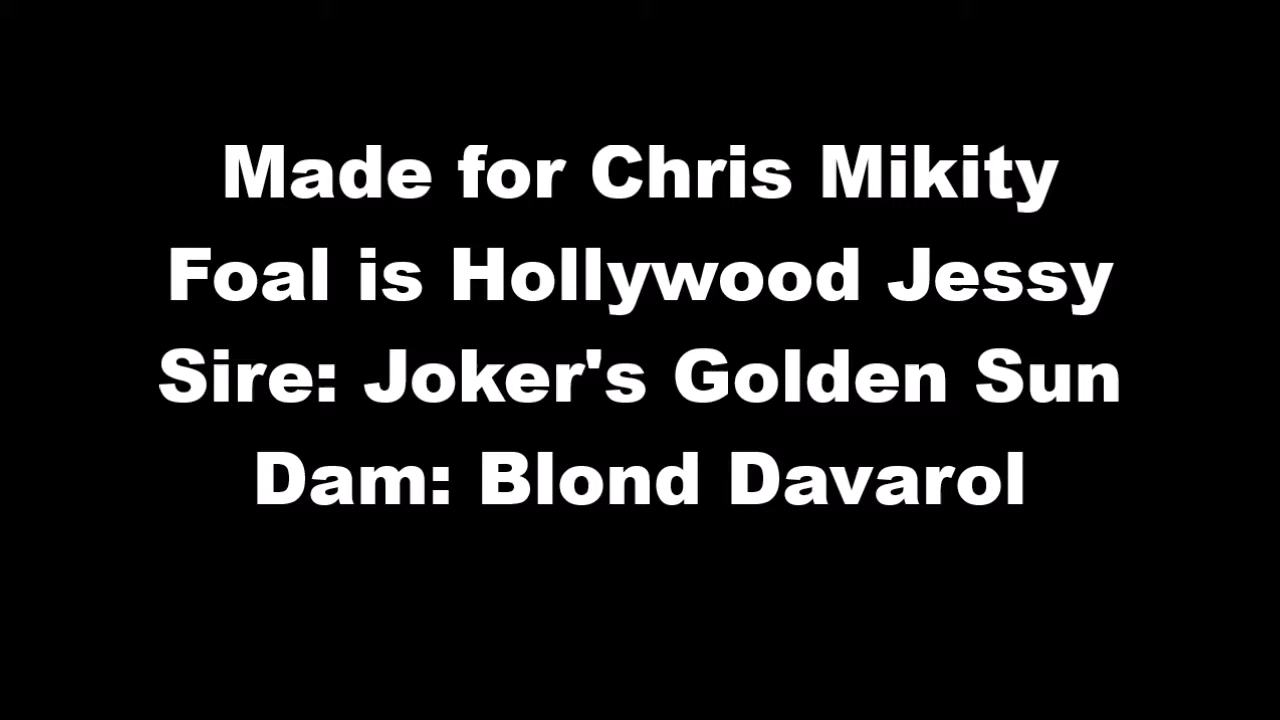 Made for Chris Mikity
Foal is Hollywood Jessy
Sire: Joker's Golden Sun
Dam: Blond Davarol